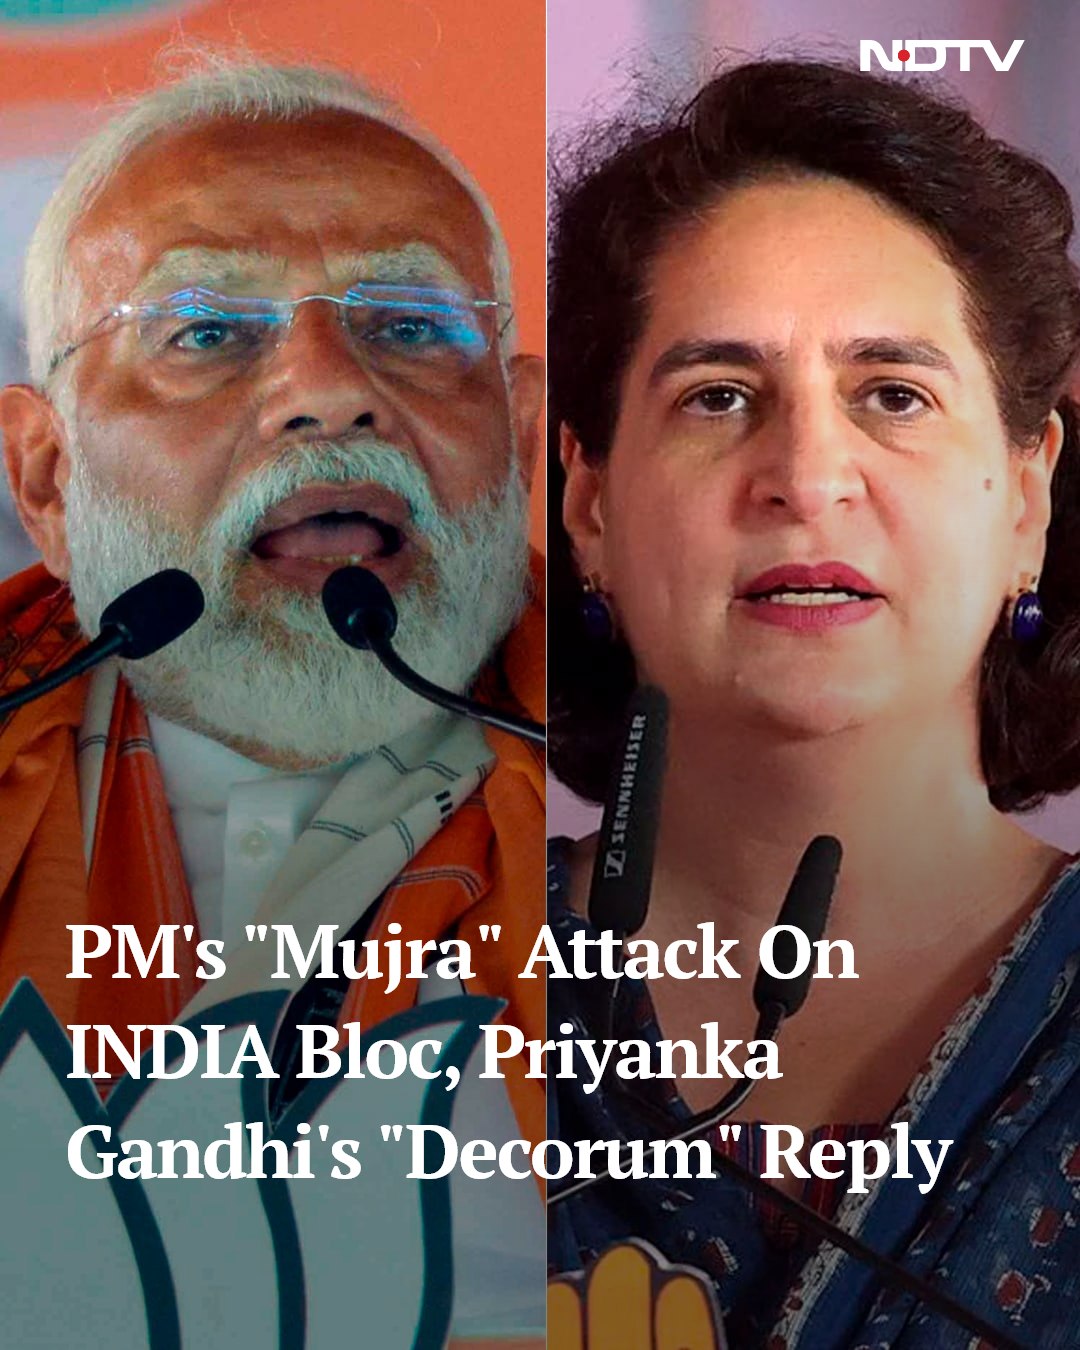 NDTV
SENNHEISER
PM's "Mujra" Attack On
INDIA Bloc, Priyanka
Gandhi's "Decorum" Reply